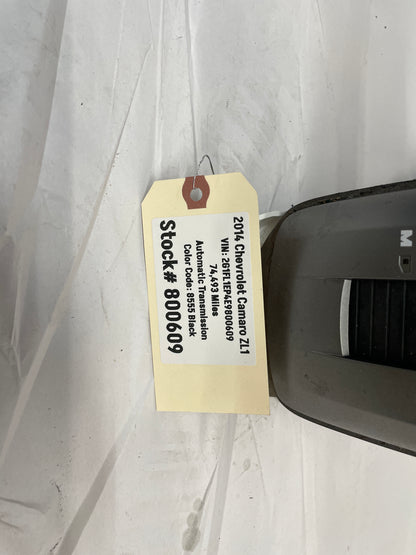 2014 Chevrolet Camaro ZL1
VIN: 2G1FL1EP4E9800609
74,493 Miles
Automatic Transmission
Color Code: 8555 Black
Stock# 800609